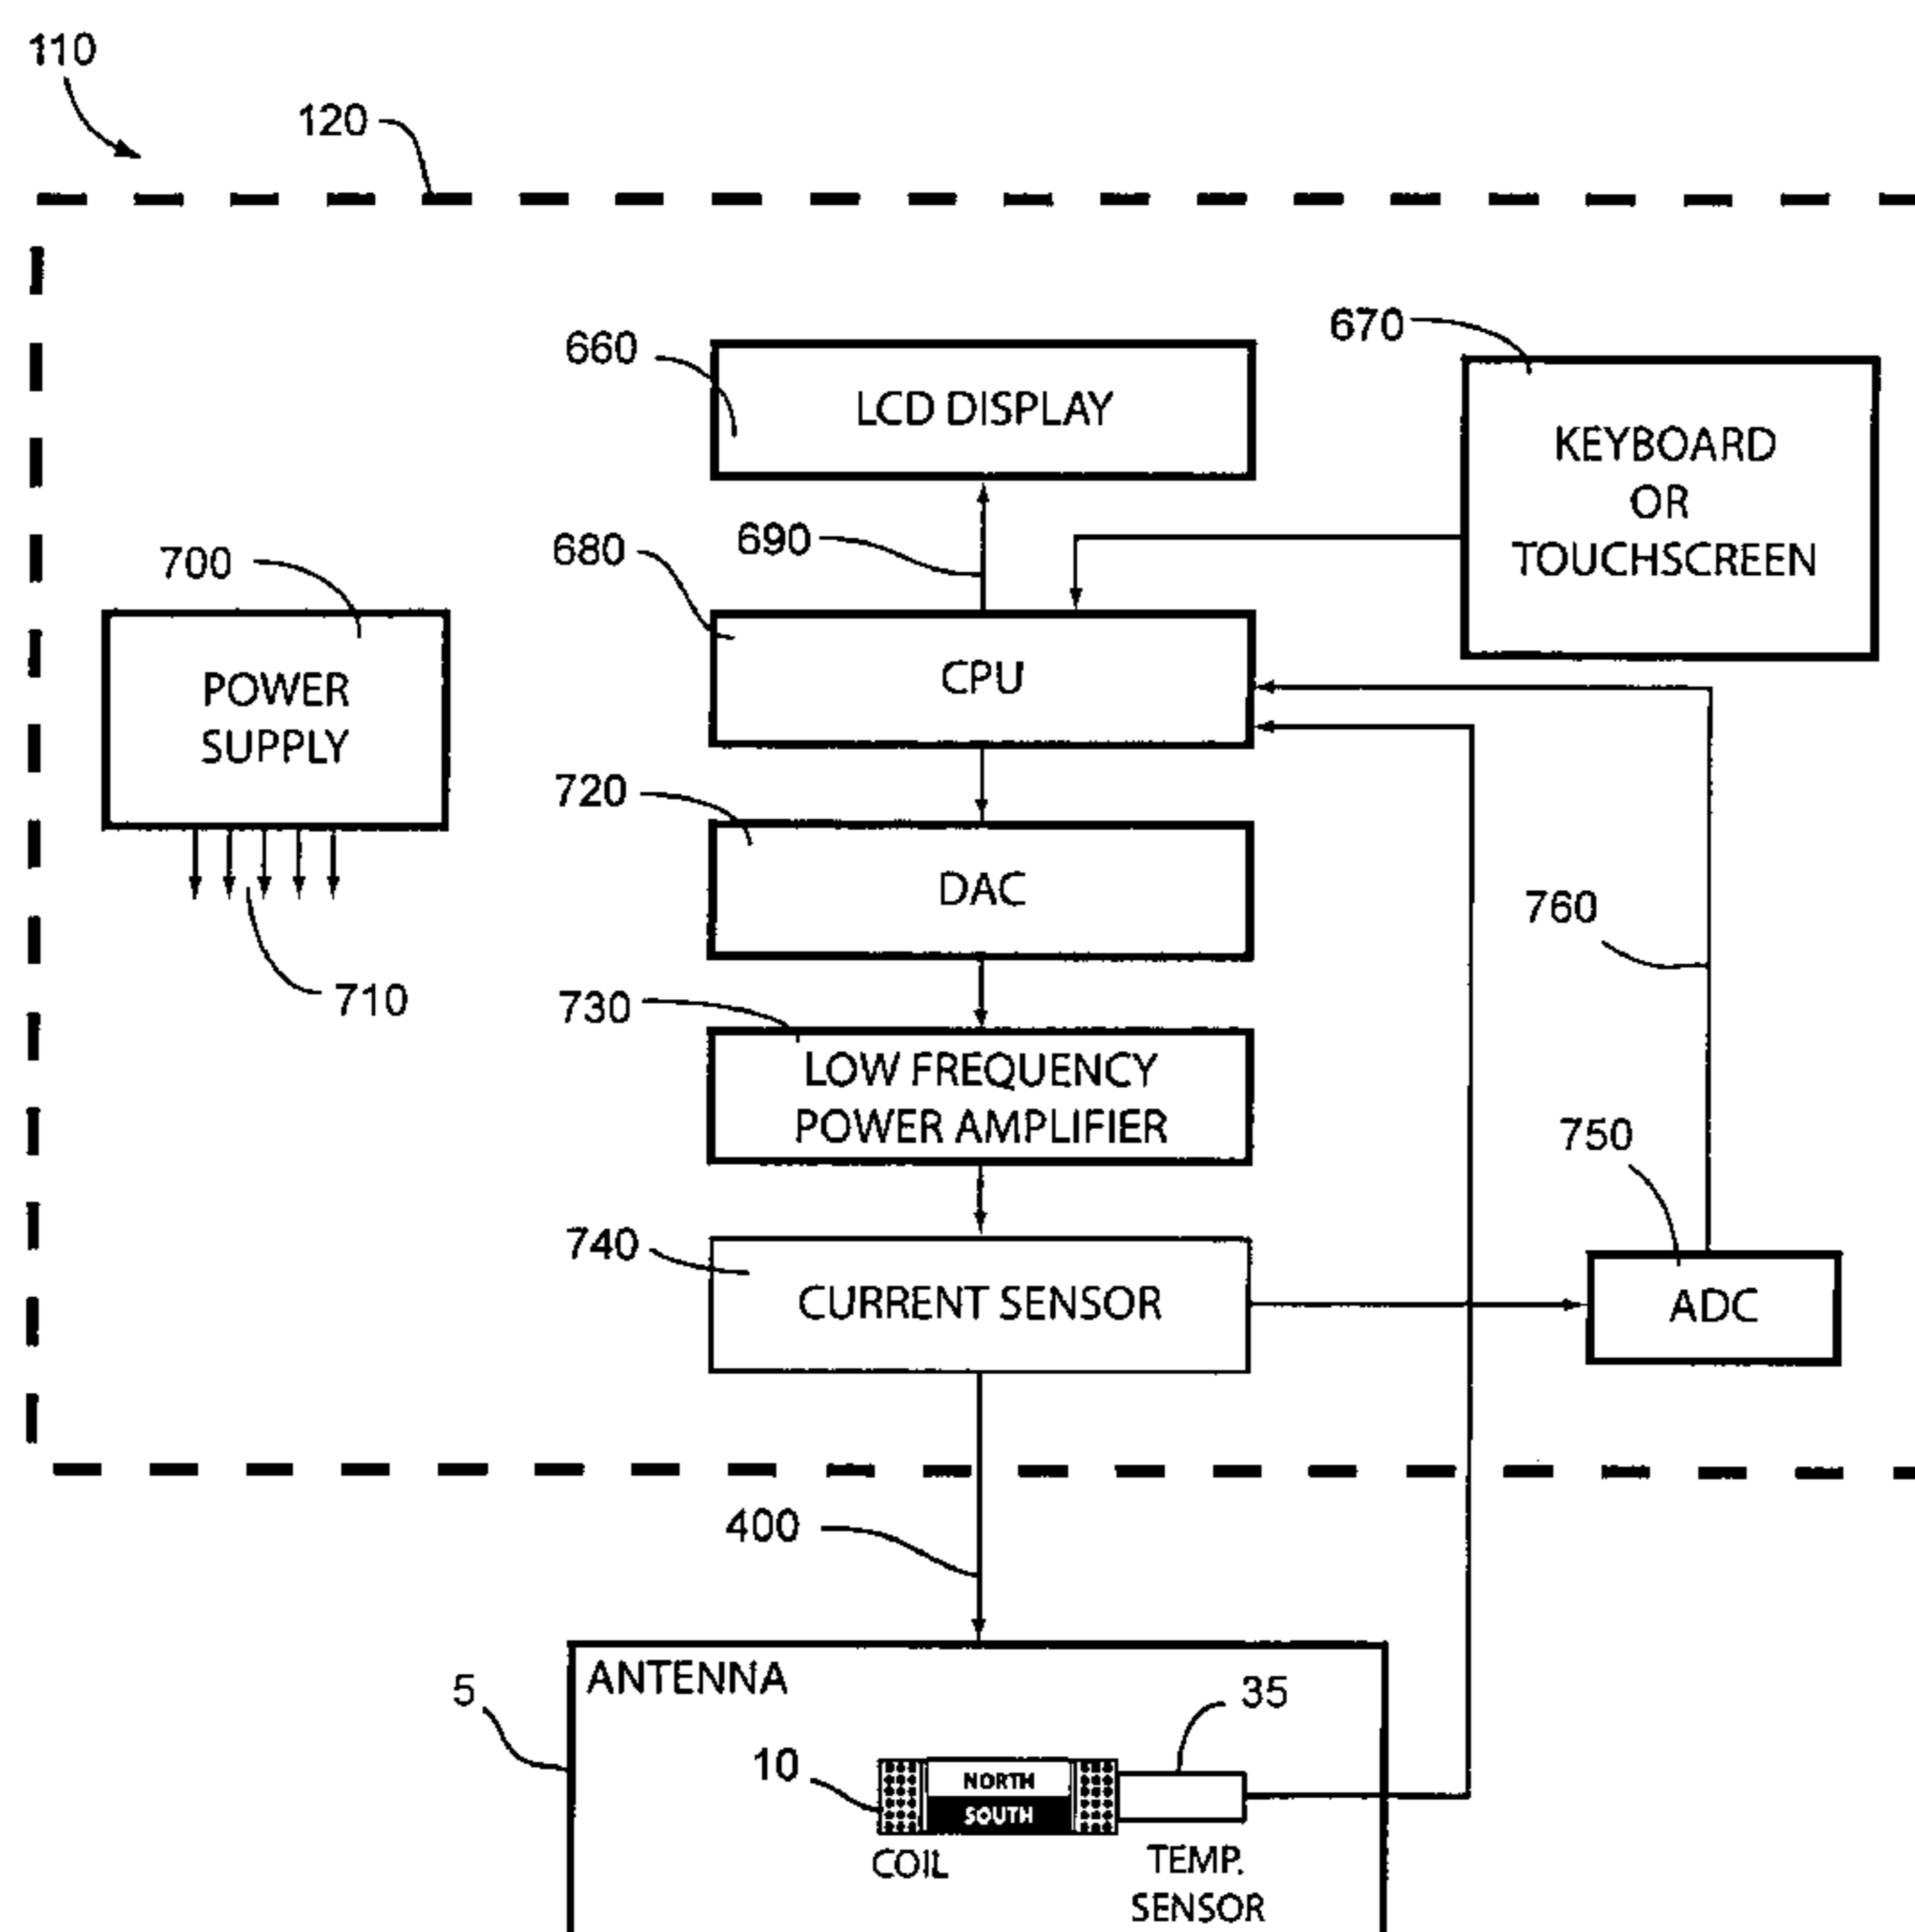 110
120
660
LCD DISPLAY
670
KEYBOARD
OR
TOUCHSCREEN
690
680
CPU
700
POWER
SUPPLY
710
720
DAC
760
730
LOW FREQUENCY
POWER AMPLIFIER
750
740
CURRENT SENSOR
ADC
400
5
ANTENNA
35
10
NORTH
SOUTH
COIL
TEMP.
SENSOR